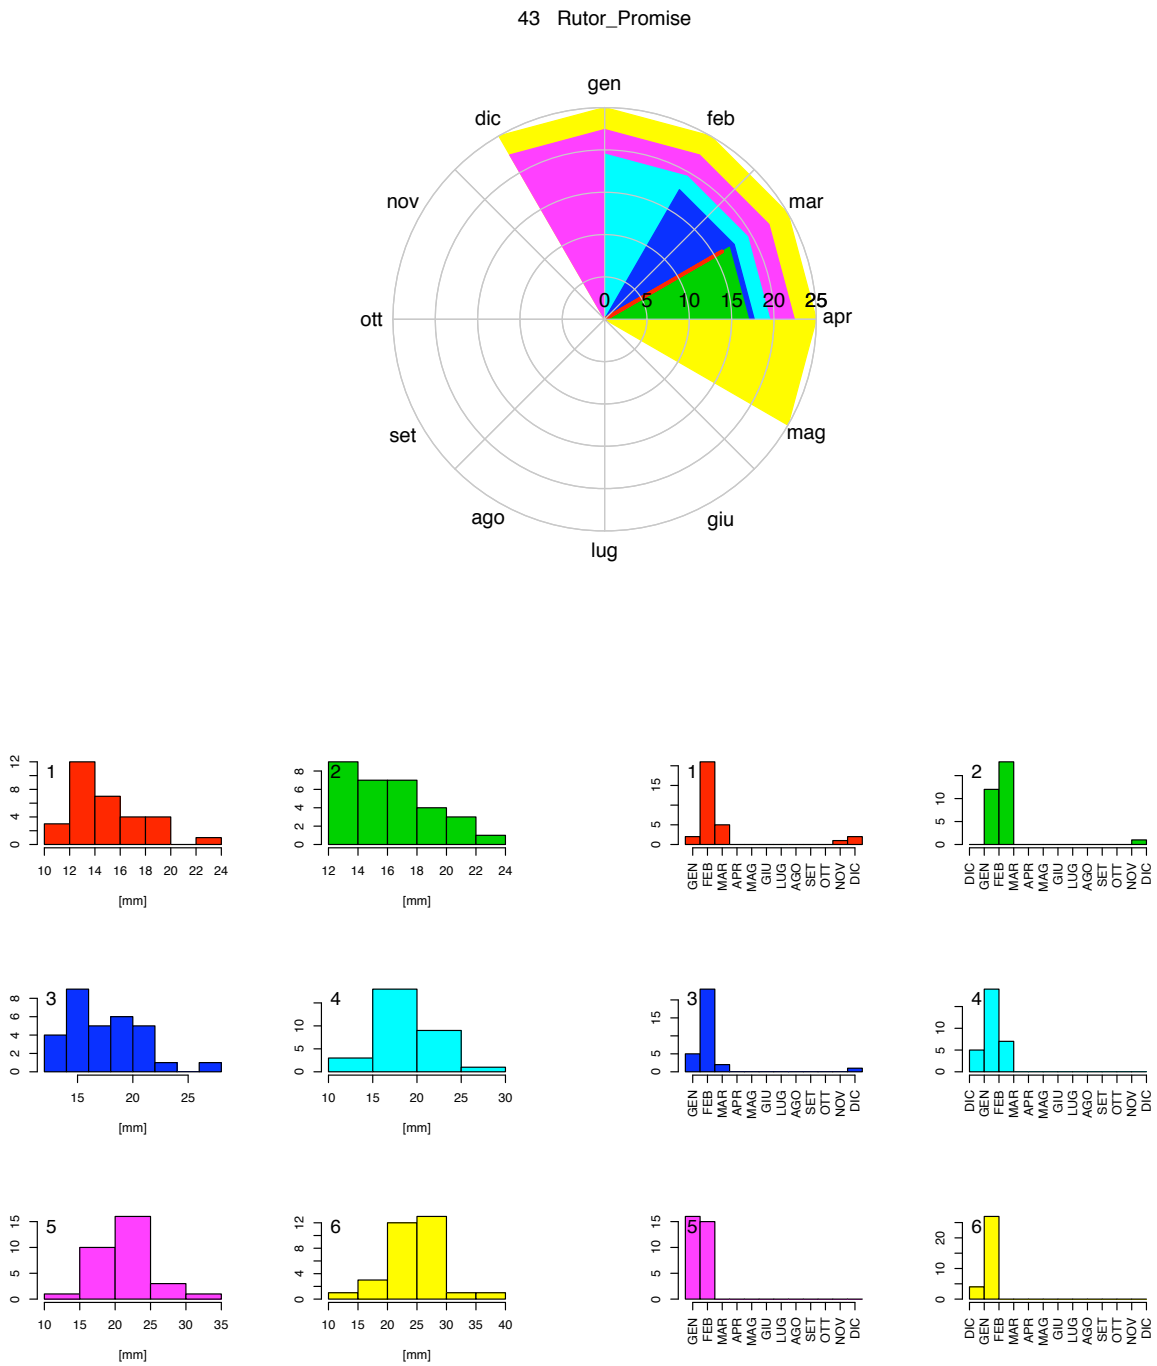 43 Rutor_Promise
gen
dic feb
nov mar
0 5 10 15 20 25
ott apr
set mag
ago giu
lug
1
0 4 8 12
10 12 14 16 18 20 22 24
[mm]
2
0 2 4 6 8
12 14 16 18 20 22 24
[mm]
1
0 5 15
GEN FEB MAR APR MAG GIU LUG AGO SET OTT NOV DIC
2
0 5 10
DIC GEN FEB MAR APR MAG GIU LUG AGO SET OTT NOV DIC
3
0 2 4 6 8
15 20 25
[mm]
4
0 5 10
10 15 20 25 30
[mm]
3
0 5 15
GEN FEB MAR APR MAG GIU LUG AGO SET OTT NOV DIC
4
0 5 10
DIC GEN FEB MAR APR MAG GIU LUG AGO SET OTT NOV DIC
5
0 5 10 15
10 15 20 25 30 35
[mm]
6
0 4 8 12
10 15 20 25 30 35 40
[mm]
5
0 5 10 15
GEN FEB MAR APR MAG GIU LUG AGO SET OTT NOV DIC
6
0 10 20
DIC GEN FEB MAR APR MAG GIU LUG AGO SET OTT NOV DIC